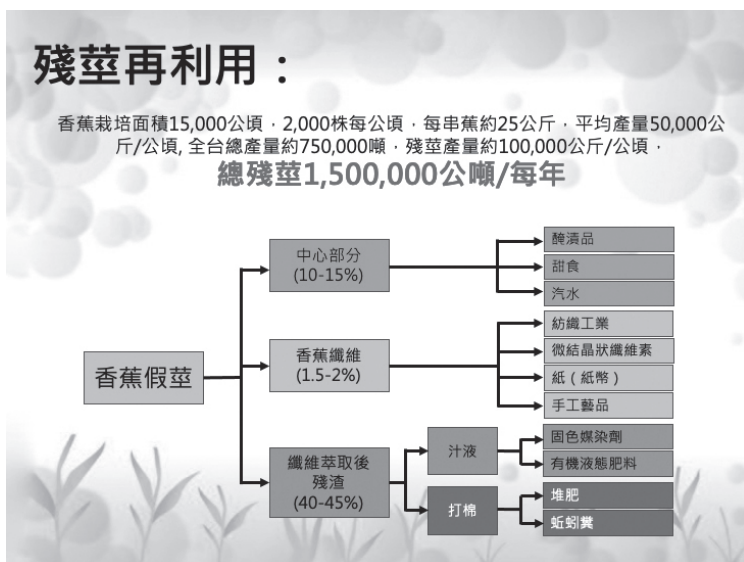 殘莖再利用：
香蕉栽培面積15,000公頃，2,000株每公頃，每串蕉約25公斤，平均產量50,000公
斤/公頃, 全台總產量約750,000噸，殘莖產量約100,000公斤/公頃，
總殘莖1,500,000公噸/每年
香蕉假莖
中心部分
(10-15%)
醃漬品
甜食
汽水
香蕉纖維
(1.5-2%)
紡織工業
微結晶狀纖維素
紙（紙幣）
手工藝品
纖維萃取後
殘渣
(40-45%)
汁液
固色媒染劑
有機液態肥料
打棉
堆肥
蚯蚓糞